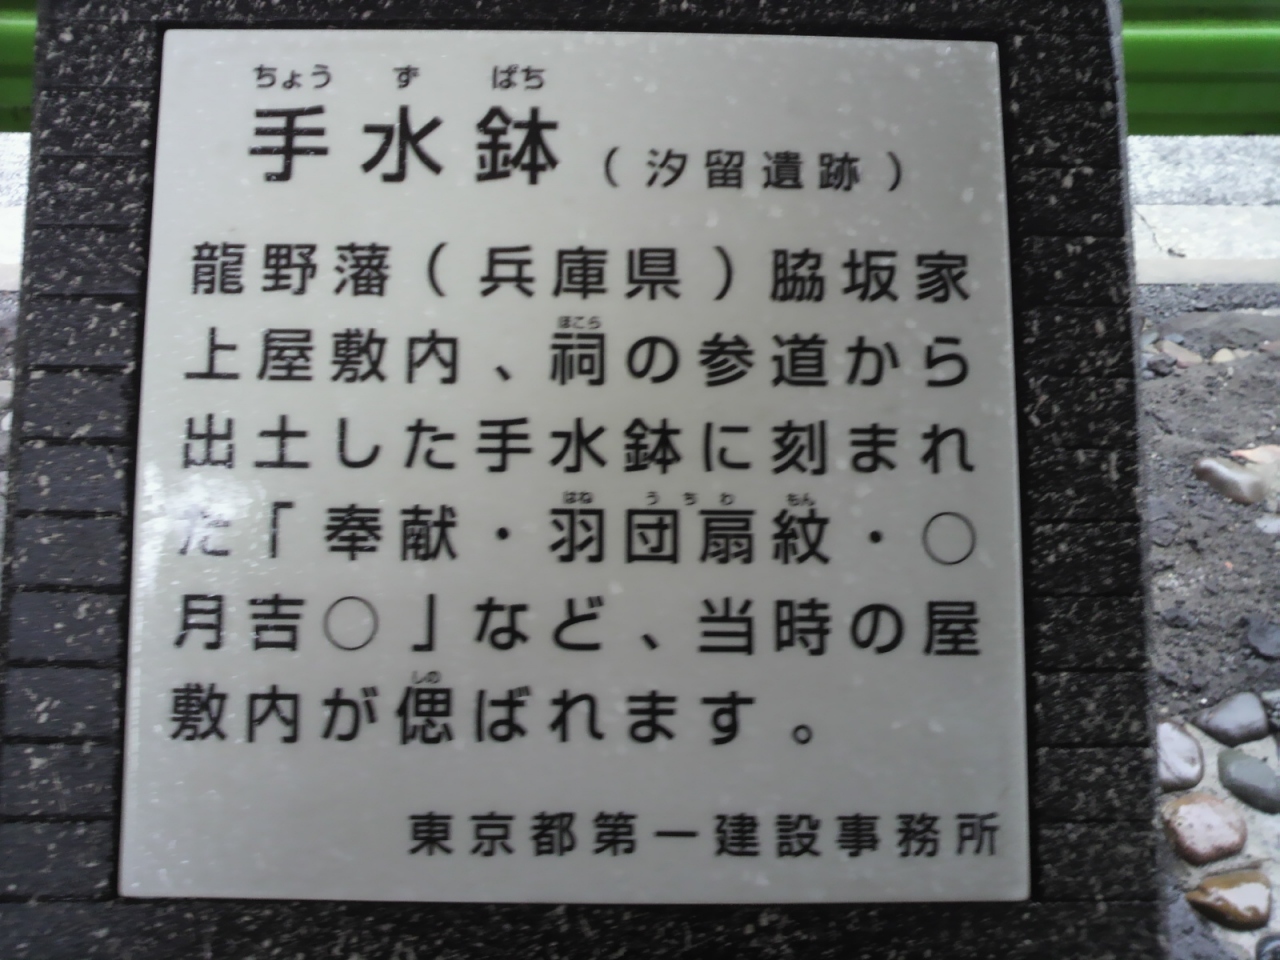 ちょう ず ばち
手水鉢(汐留遺跡)
龍野藩(兵庫県)脇坂家
ほこら
上屋敷内、祠の参道から
出土した手水鉢に刻まれ
はね うちわ もん
た「奉献・羽団扇紋・○
月吉○」など、当時の屋
しの
敷内が偲ばれます。
東京都第一建設事務所